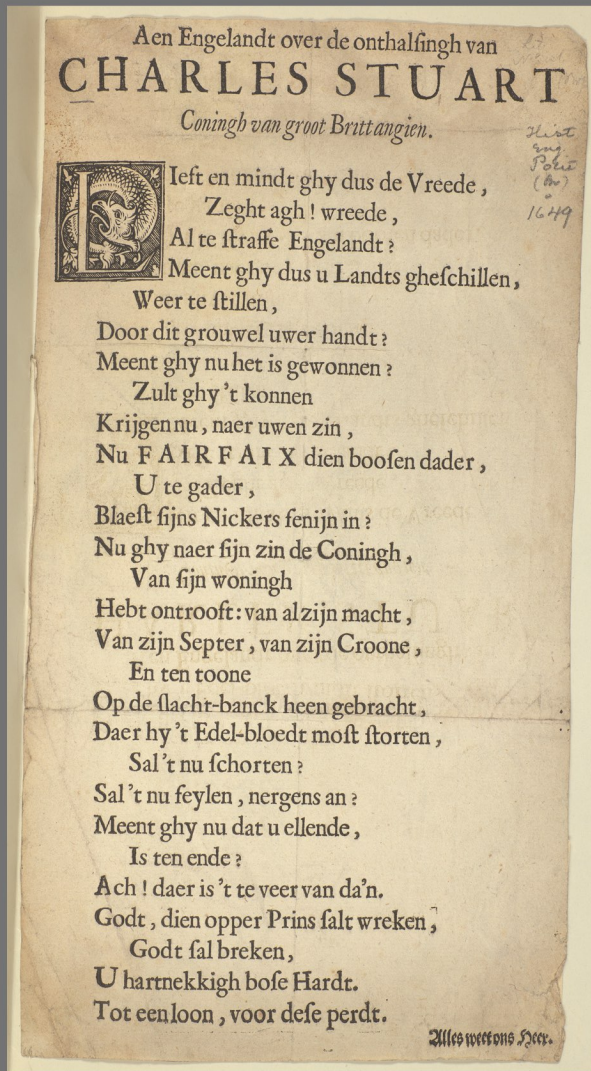 Aen Engelandt over de onthalſingh van
CHARLES STUART
Coningh van groot Brittangien.
Hist
Eng
Poëie
(Br)
1649
LIeft en mindt ghy dus de Vreede,
Zeght agh! wreede,
Al te ſtraffe Engelandt?
Meent ghy dus u Landts gheſchillen,
Weer te ſtillen,
Door dit grouwel uwer handt?
Meent ghy nu het is gewonnen?
Zult ghy 't konnen
Krijgen nu, naer uwen zin,
Nu FAIRFAIX dien booſen dader,
U te gader,
Blaeſt ſijns Nickers fenijn in?
Nu ghy naer ſijn zin de Coningh,
Van ſijn woningh
Hebt ontrooft: van al zijn macht,
Van zijn Septer, van zijn Croone,
En ten toone
Op de ſlacht-banck heen gebracht,
Daer hy 't Edel-bloedt moſt ſtorten,
Sal 't nu ſchorten?
Sal 't nu feylen, nergens an?
Meent ghy nu dat u ellende,
Is ten ende?
Ach! daer is 't te veer van da'n.
Godt, dien opper Prins ſalt wreken,
Godt ſal breken,
U hartnekkigh boſe Hardt.
Tot een loon, voor deſe perdt.
Alles weet ons Heer.